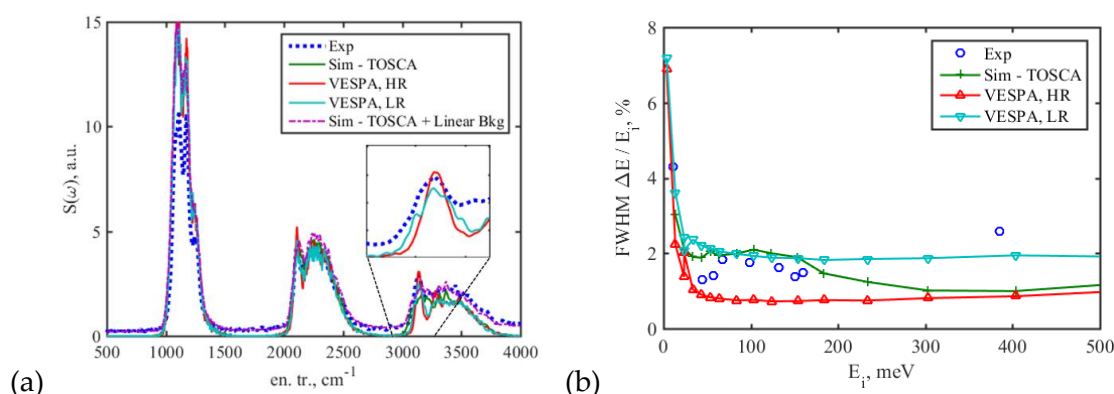 15
10
5
0
S(ω), a.u.
Exp
Sim - TOSCA
VESPA, HR
VESPA, LR
Sim - TOSCA + Linear Bkg
500 1000 1500 2000 2500 3000 3500 4000
en. tr., cm-1
(a)
8
6
4
2
0
FWHM ΔE / Ei, %
Exp
Sim - TOSCA
VESPA, HR
VESPA, LR
0 100 200 300 400 500
Ei, meV
(b)